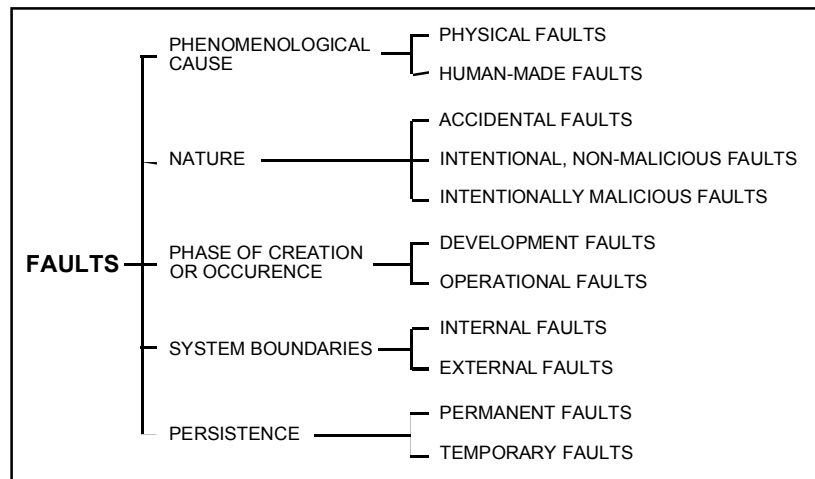 PHENOMENOLOGICAL
CAUSE
PHYSICAL FAULTS
HUMAN-MADE FAULTS
NATURE
ACCIDENTAL FAULTS
INTENTIONAL, NON-MALICIOUS FAULTS
INTENTIONALLY MALICIOUS FAULTS
FAULTS
PHASE OF CREATION
OR OCCURENCE
DEVELOPMENT FAULTS
OPERATIONAL FAULTS
SYSTEM BOUNDARIES
INTERNAL FAULTS
EXTERNAL FAULTS
PERSISTENCE
PERMANENT FAULTS
TEMPORARY FAULTS